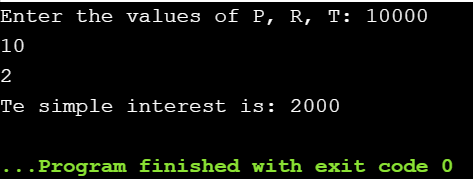 Enter the values of P, R, T: 10000
10
2
Te simple interest is: 2000
...Program finished with exit code 0